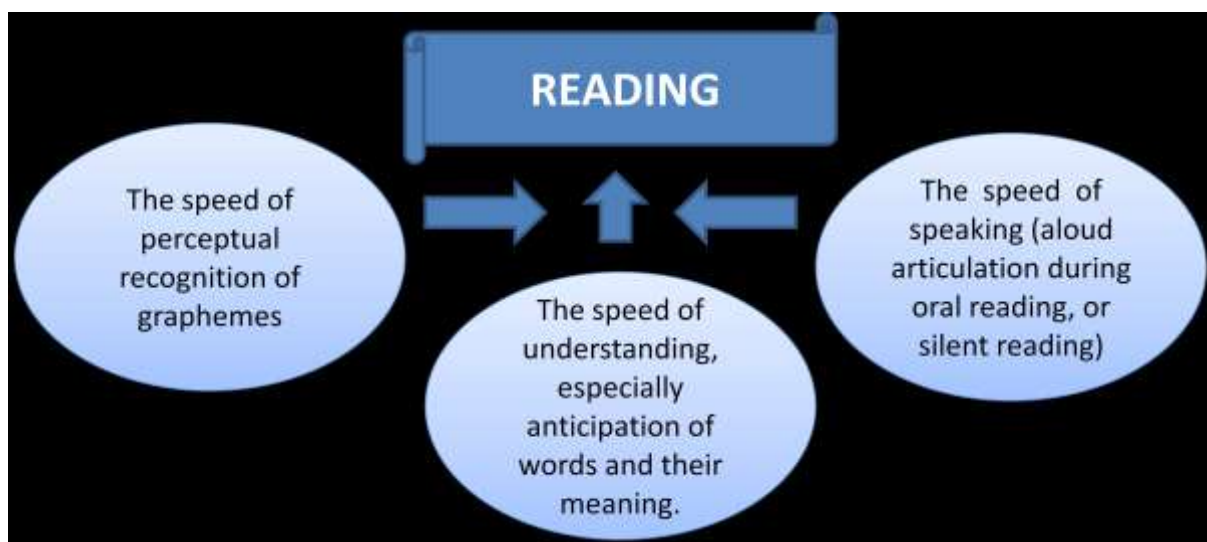 READING
The speed of
perceptual
recognition of
graphemes
The speed of
understanding,
especially
anticipation of
words and their
meaning.
The speed of
speaking (aloud
articulation during
oral reading, or
silent reading)